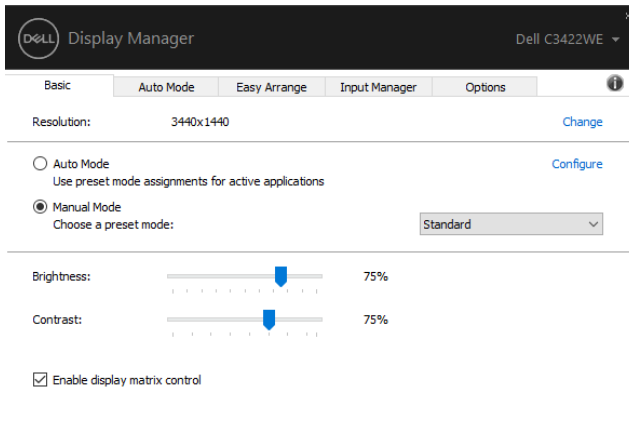 DELL Display Manager Dell C3422WE
Basic Auto Mode Easy Arrange Input Manager Options
Resolution: 3440x1440 Change
Auto Mode Configure
Use preset mode assignments for active applications
Manual Mode
Choose a preset mode: Standard
Brightness: 75%
Contrast: 75%
Enable display matrix control